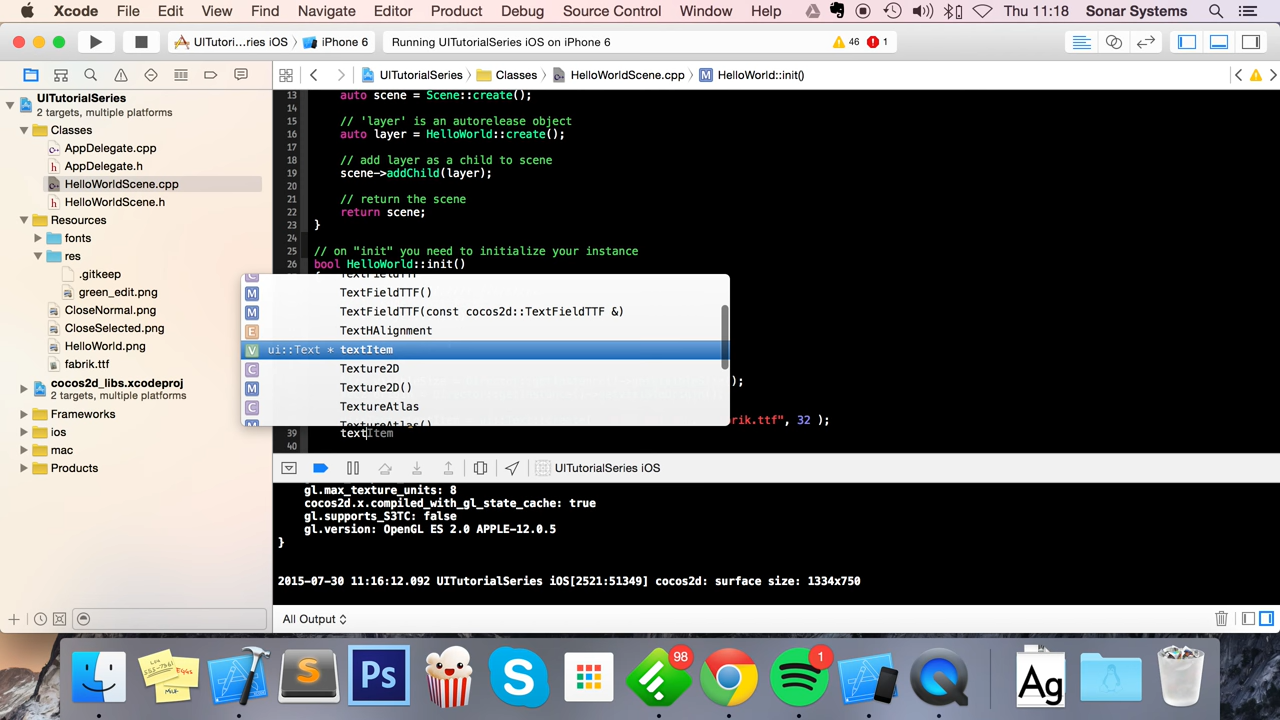 Xcode File Edit View Find Navigate Editor Product Debug Source Control Window Help Thu 11:18 Sonar Systems
UITutori...ries iOS iPhone 6 Running UITutorialSeries iOS on iPhone 6 46 1
UITutorialSeries Classes HelloWorldScene.cpp M HelloWorld::init()
UITutorialSeries
2 targets, multiple platforms
Classes
AppDelegate.cpp
AppDelegate.h
HelloWorldScene.cpp
HelloWorldScene.h
Resources
fonts
res
.gitkeep
green_edit.png
CloseNormal.png
CloseSelected.png
HelloWorld.png
fabrik.ttf
cocos2d_libs.xcodeproj
2 targets, multiple platforms
Frameworks
ios
mac
Products
13 auto scene = Scene::create();
14
15 // 'layer' is an autorelease object
16 auto layer = HelloWorld::create();
17
18 // add layer as a child to scene
19 scene->addChild(layer);
20
21 // return the scene
22 return scene;
23 }
24
25 // on "init" you need to initialize your instance
26 bool HelloWorld::init()
TextFieldTTF
M TextFieldTTF()
M TextFieldTTF(const cocos2d::TextFieldTTF &)
E TextHAlignment
V ui::Text * textItem
C Texture2D
M Texture2D()
C TextureAtlas
M TextureAtlas()
);
rik.ttf", 32 );
39 textItem
40
UITutorialSeries iOS
gl.max_texture_units: 8
cocos2d.x.compiled_with_gl_state_cache: true
gl.supports_S3TC: false
gl.version: OpenGL ES 2.0 APPLE-12.0.5
}
2015-07-30 11:16:12.092 UITutorialSeries iOS[2521:51349] cocos2d: surface size: 1334x750
All Output
98
1
Ag